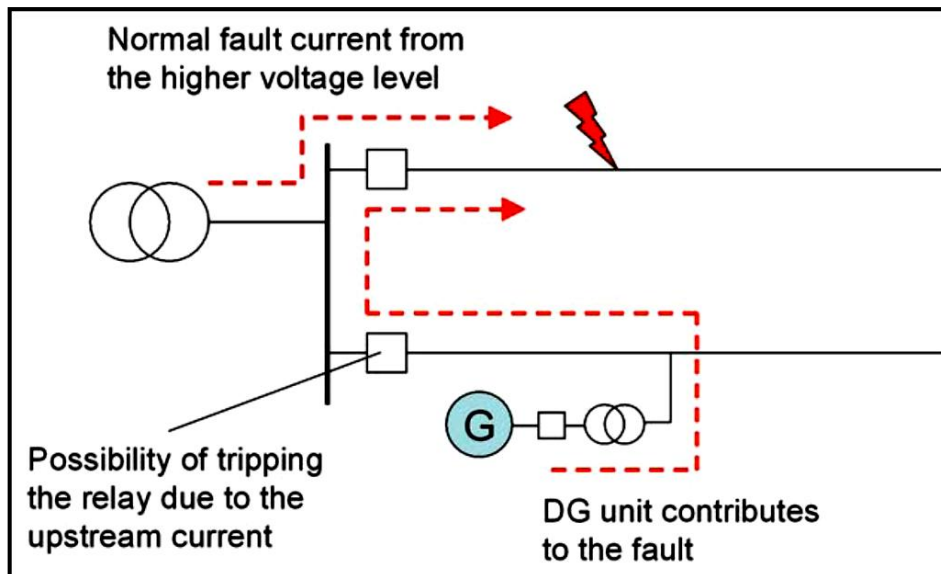 Normal fault current from
the higher voltage level
G
Possibility of tripping
the relay due to the
upstream current
DG unit contributes
to the fault